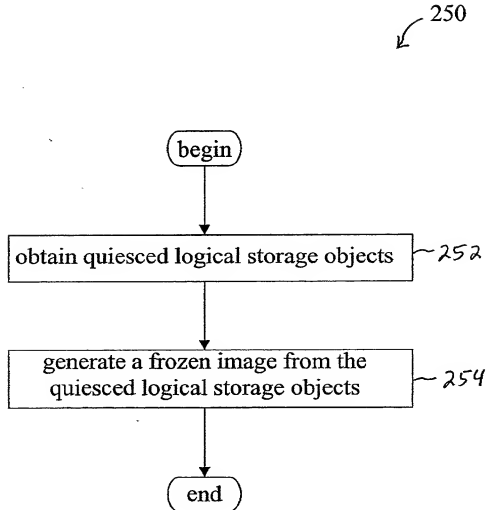 250
begin
obtain quiesced logical storage objects
252
generate a frozen image from the
quiesced logical storage objects
254
end